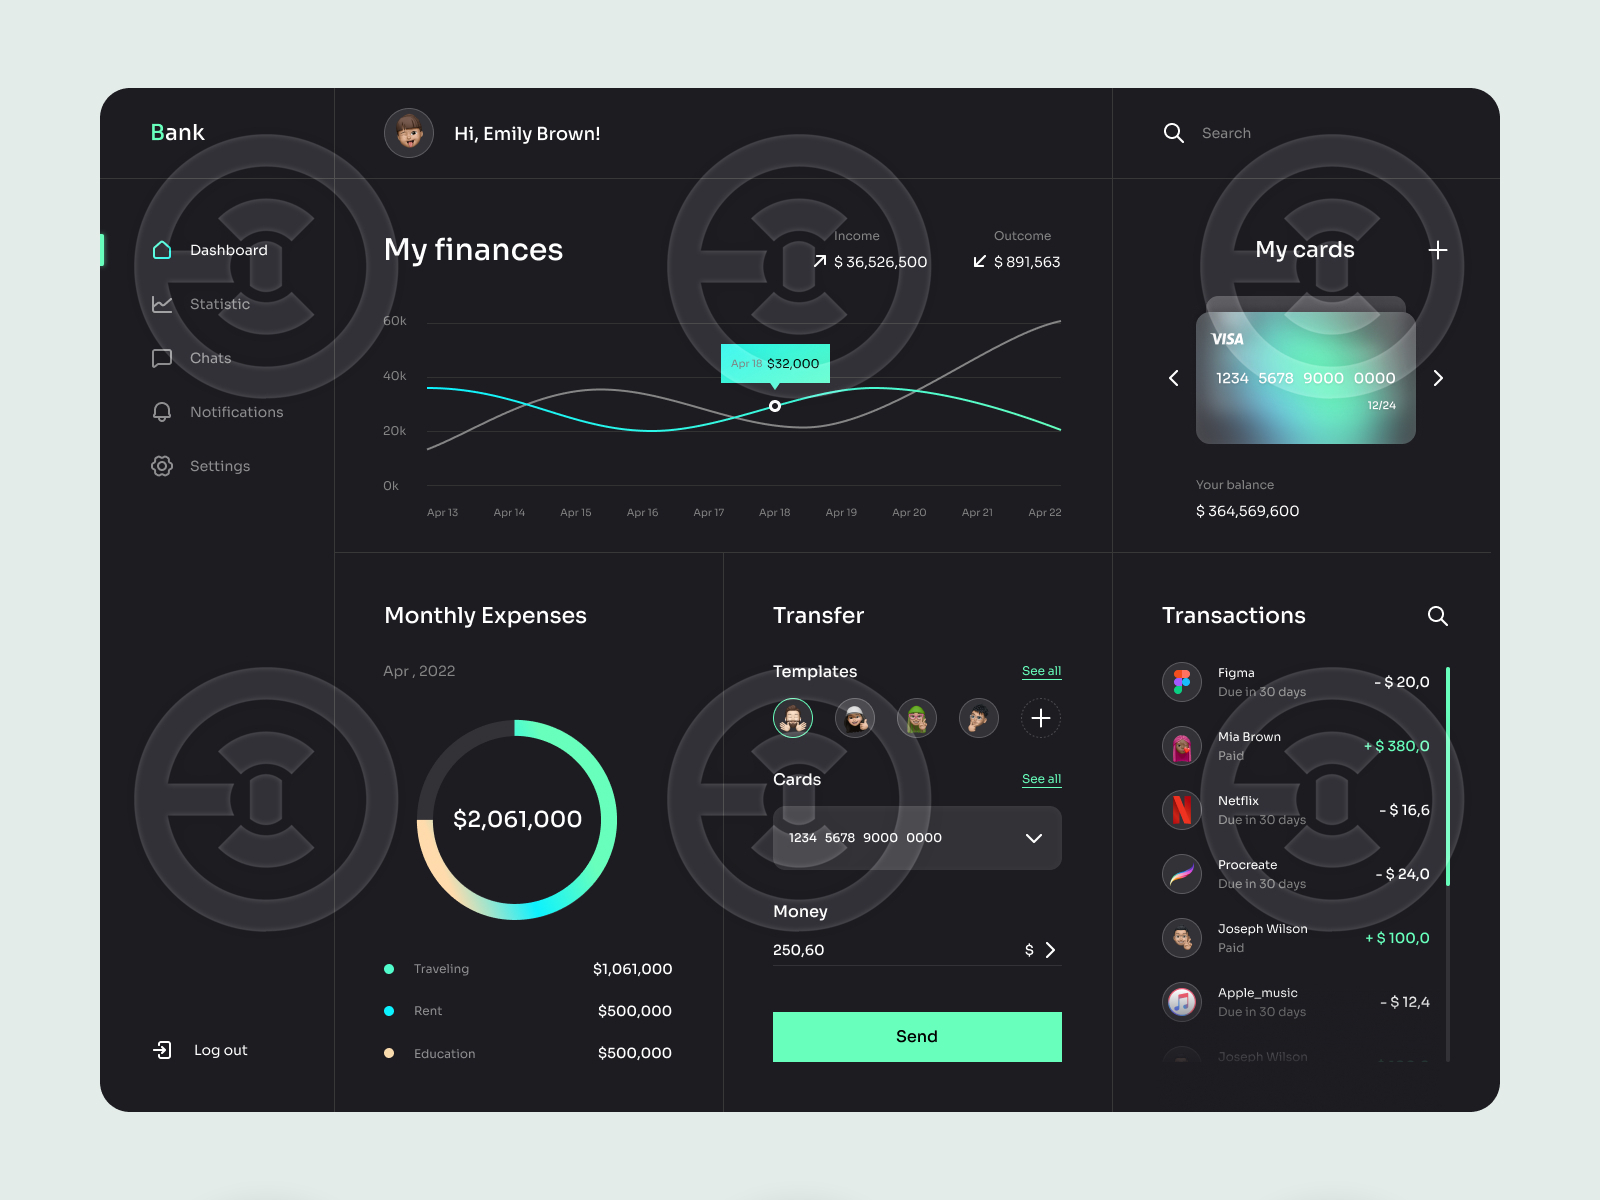 Bank
Hi, Emily Brown!
Search
Dashboard
Statistic
Chats
Notifications
Settings
Log out
My finances
Income
$ 36,526,500
Outcome
$ 891,563
60k
40k
20k
0k
Apr 18 $32,000
Apr 13 Apr 14 Apr 15 Apr 16 Apr 17 Apr 18 Apr 19 Apr 20 Apr 21 Apr 22
My cards
VISA
1234 5678 9000 0000
12/24
Your balance
$ 364,569,600
Monthly Expenses
Apr , 2022
$2,061,000
Traveling $1,061,000
Rent $500,000
Education $500,000
Transfer
Templates See all
Cards See all
1234 5678 9000 0000
Money
250,60 $
Send
Transactions
Figma
Due in 30 days
- $ 20,0
Mia Brown
Paid
+ $ 380,0
Netflix
Due in 30 days
- $ 16,6
Procreate
Due in 30 days
- $ 24,0
Joseph Wilson
Paid
+ $ 100,0
Apple_music
Due in 30 days
- $ 12,4
Joseph Wilson